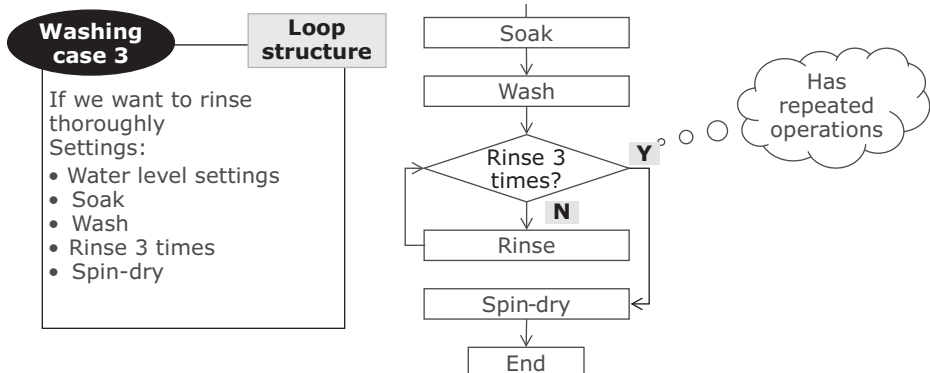 Washing
case 3
Loop
structure
If we want to rinse
thoroughly
Settings:
• Water level settings
• Soak
• Wash
• Rinse 3 times
• Spin-dry
Soak
Wash
Rinse 3
times?
Y
N
Rinse
Spin-dry
End
Has
repeated
operations